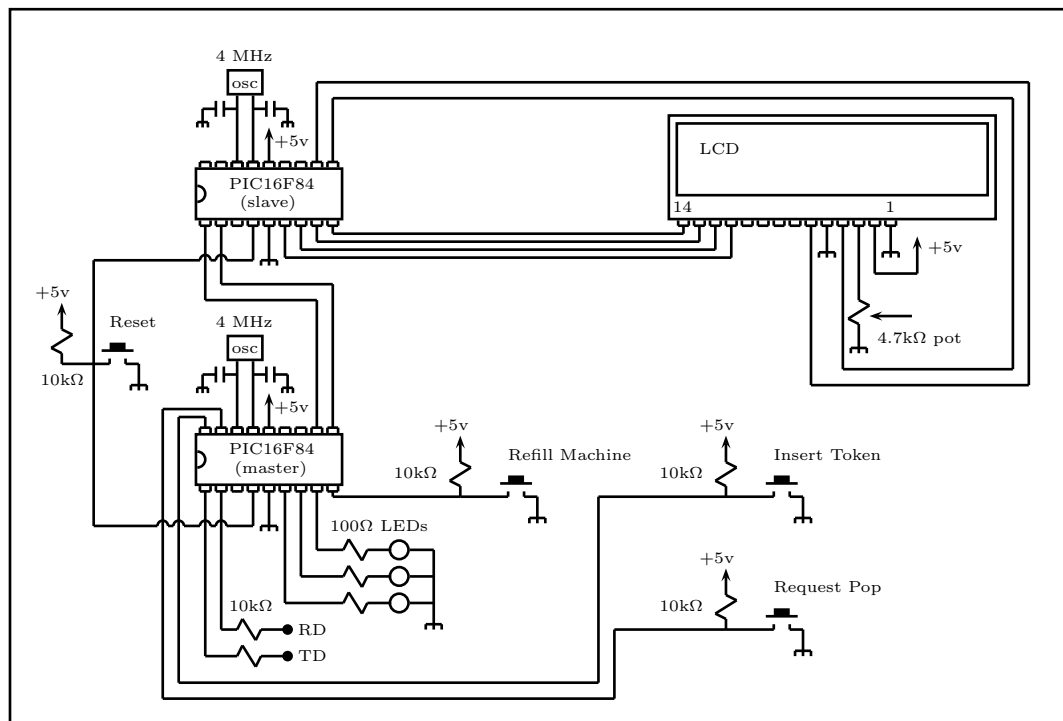 4 MHz
osc
+5v
PIC16F84
(slave)
LCD
14
1
+5v
4.7kΩ pot
+5v
Reset
10kΩ
4 MHz
osc
+5v
PIC16F84
(master)
+5v
10kΩ
Refill Machine
+5v
10kΩ
Insert Token
100Ω LEDs
+5v
10kΩ
Request Pop
10kΩ
RD
TD